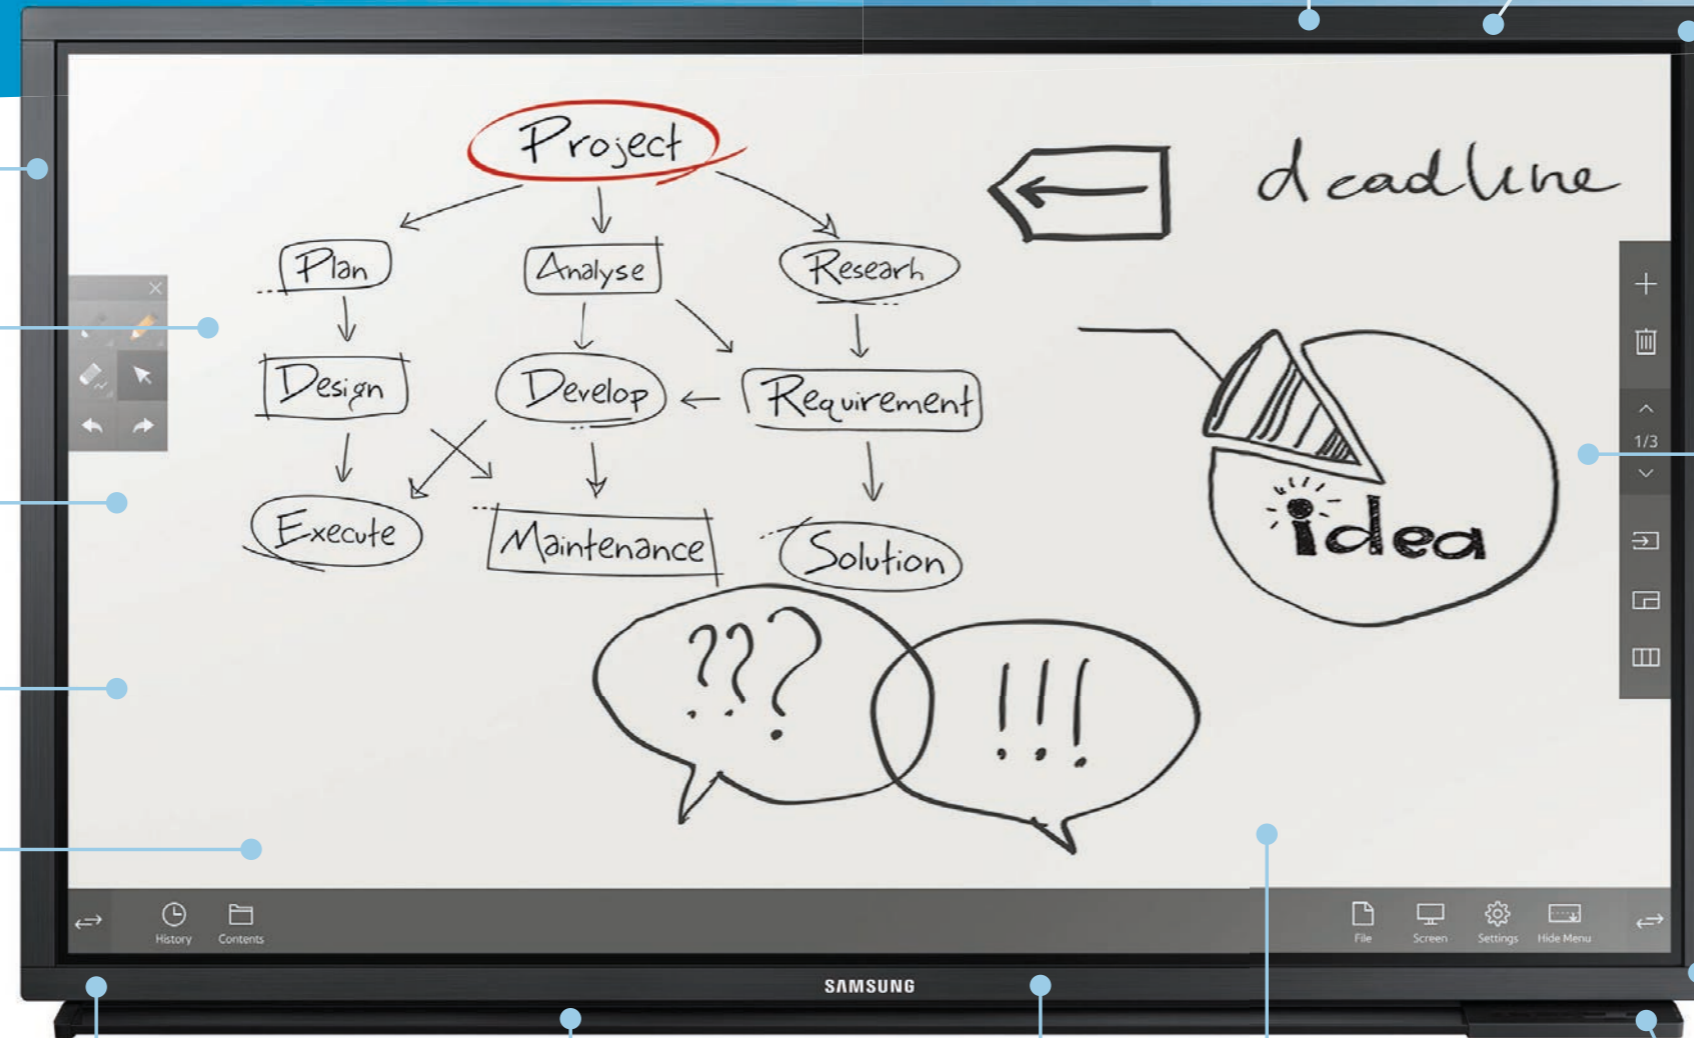 Project
deadline
Plan
Analyse
Researh
Design
Develop
Requirement
1/3
Execute
Maintenance
Solution
idea
???
!!!
History
Contents
File
Screen
Settings
Hide Menu
SAMSUNG